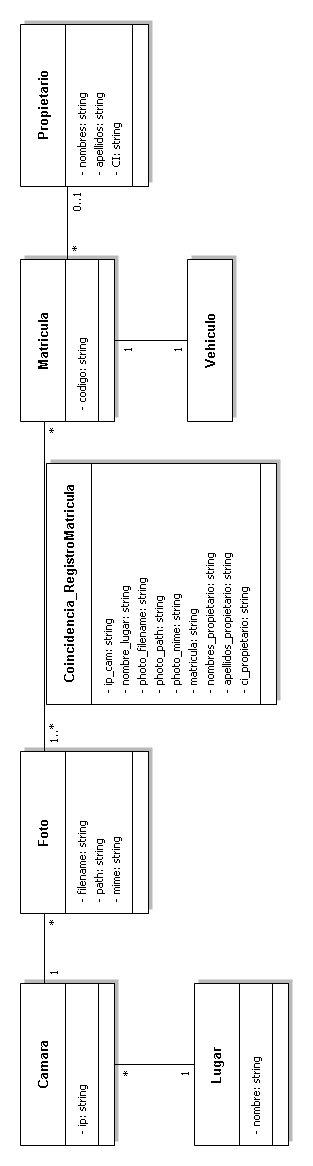 Camara
- ip: string
1
*
Foto
- filename: string
- path: string
- mime: string
1..*
*
Coincidencia_RegistroMatricula
- ip_cam: string
- nombre_lugar: string
- photo_filename: string
- photo_path: string
- photo_mime: string
- matricula: string
- nombres_propietario: string
- apellidos_propietario: string
- ci_propietario: string
Matricula
- codigo: string
*
0..1
Propietario
- nombres: string
- apellidos: string
- CI: string
*
1
Lugar
- nombre: string
1
1
Vehiculo